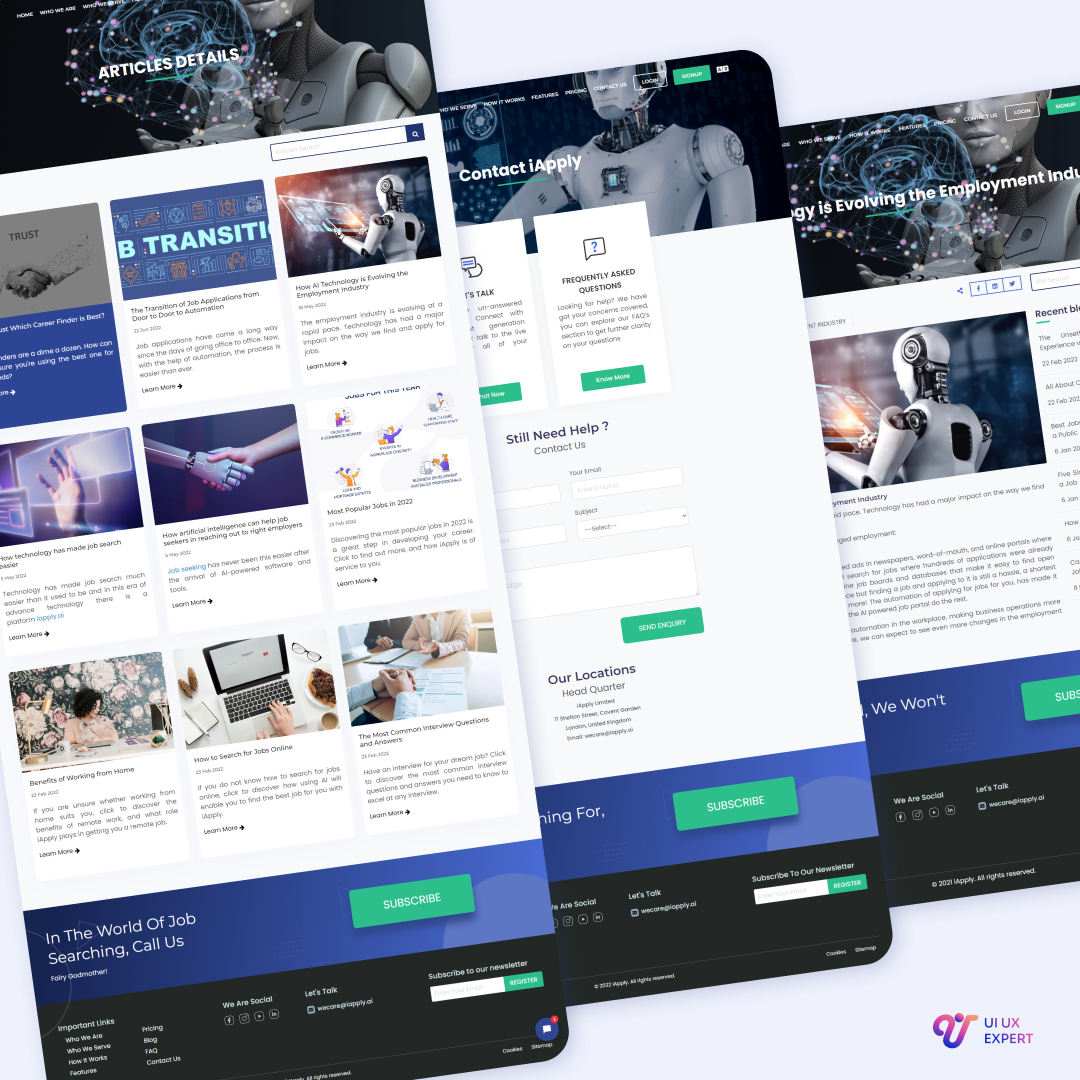 HOME WHO WE ARE WHO WE SERVE
ARTICLES DETAILS
Articles Search
TRUST
ust Which Career Finder is Best?
nders are a dime a dozen. How can
sure you're using the best one for
eds?
B TRANSITI
The Transition of Job Applications from
Door to Door to Automation
22 Jun 2022
Job applications have come a long way
since the days of going office to office. Now,
with the help of automation, the process is
easier than ever.
Learn More
How AI Technology is Evolving the
Employment Industry
18 May 2022
The employment industry is evolving at a
rapid pace. Technology has had a major
impact on the way we find and apply for
jobs.
Learn More
How technology has made job search
easier
5 May 2022
Technology has made job search much
easier than it used to be and in this era of
advance technology there is a
platform iapply.ai
Learn More
How artificial intelligence can help job
seekers in reaching out to right employers
5 May 2022
Job seeking has never been this easier after
the arrival of AI-powered software and
tools.
Learn More
JOBS FOR THIS YEAR
E-COMMERCE WORKER
HEALTH CARE
SUPPORTING STAFF
EXPERTS IN
WORKPLACE DIVERSITY
LOAN AND
MORTGAGE EXPERTS
BUSINESS DEVELOPMENT
AND SALES PROFESSIONALS
Most Popular Jobs in 2022
23 Feb 2022
Discovering the most popular jobs in 2022 is
a great step in developing your career.
Click to find out more, and how iApply is of
service to you.
Learn More
Benefits of Working from Home
23 Feb 2022
If you are unsure whether working from
home suits you, click to discover the
benefits of remote work, and what role
iApply plays in getting you a remote job.
Learn More
How to Search for Jobs Online
23 Feb 2022
If you do not know how to search for jobs
online, click to discover how using AI will
enable you to find the best job for you with
iApply.
Learn More
The Most Common Interview Questions
and Answers
23 Feb 2022
Have an interview for your dream job? Click
to discover the most common interview
questions and answers you need to know to
excel at any interview.
Learn More
In The World Of Job
Searching, Call Us
Fairy Godmother!
SUBSCRIBE
Important Links
Who We Are
Who We Serve
How it Works
Features
Pricing
Blog
FAQ
Contact Us
We Are Social
Let's Talk
wecare@iapply.ai
Subscribe to our newsletter
Enter Your Email
REGISTER
1
Cookies Sitemap
iApply. All rights reserved.
HO WE SERVE HOW IT WORKS FEATURES PRICING CONTACT US LOGIN SIGNUP
Contact iApply
T'S TALK
un-answered
Connect with
generation
talk to the live
all of your
hat Now
?
FREQUENTLY ASKED
QUESTIONS
Looking for help? We have
got your concerns covered,
you can explore our FAQ's
section to get further clarity
on your questions
Know More
Still Need Help ?
Contact Us
Your Email
Enter Email id
Subject
--Select--
age
SEND ENQUIRY
Our Locations
Head Quarter
iApply Limited
71 Shelton Street, Covent Garden
London, United Kingdom
Email: wecare@iapply.ai
hing For,
SUBSCRIBE
We Are Social
Let's Talk
wecare@iapply.ai
Subscribe To Our Newsletter
Enter Your Email
REGISTER
Cookies Sitemap
© 2022 iApply. All rights reserved.
ARE WHO WE SERVE HOW IT WORKS FEATURES PRICING CONTACT US LOGIN SIGNUP
ogy is Evolving the Employment Indu
ENT INDUSTRY
Recent bl
The Unset
Experience w
22 Feb 2022
All About C
22 Feb 202
Best Jobs
a Public
6 Jan 20
Five Si
a Job
6 Jan
How
6 Ja
Ca
Jo
8
oyment Industry
pid pace. Technology has had a major impact on the way we find
nged employment:
ed ads in newspapers, word-of-mouth, and online portals where
l search for jobs where hundreds of applications were already
ine job boards and databases that make it easy to find open
ce but finding a job and applying to it is still a hassle, a shortest
more! The automation of applying for jobs for you, has made it
the AI powered job portal do the rest.
automation in the workplace, making business operations more
ve, we can expect to see even more changes in the employment
, We Won't
SUBS
We Are Social
Let's Talk
wecare@iapply.ai
© 2021 iApply. All rights reserved.
UI UX
EXPERT